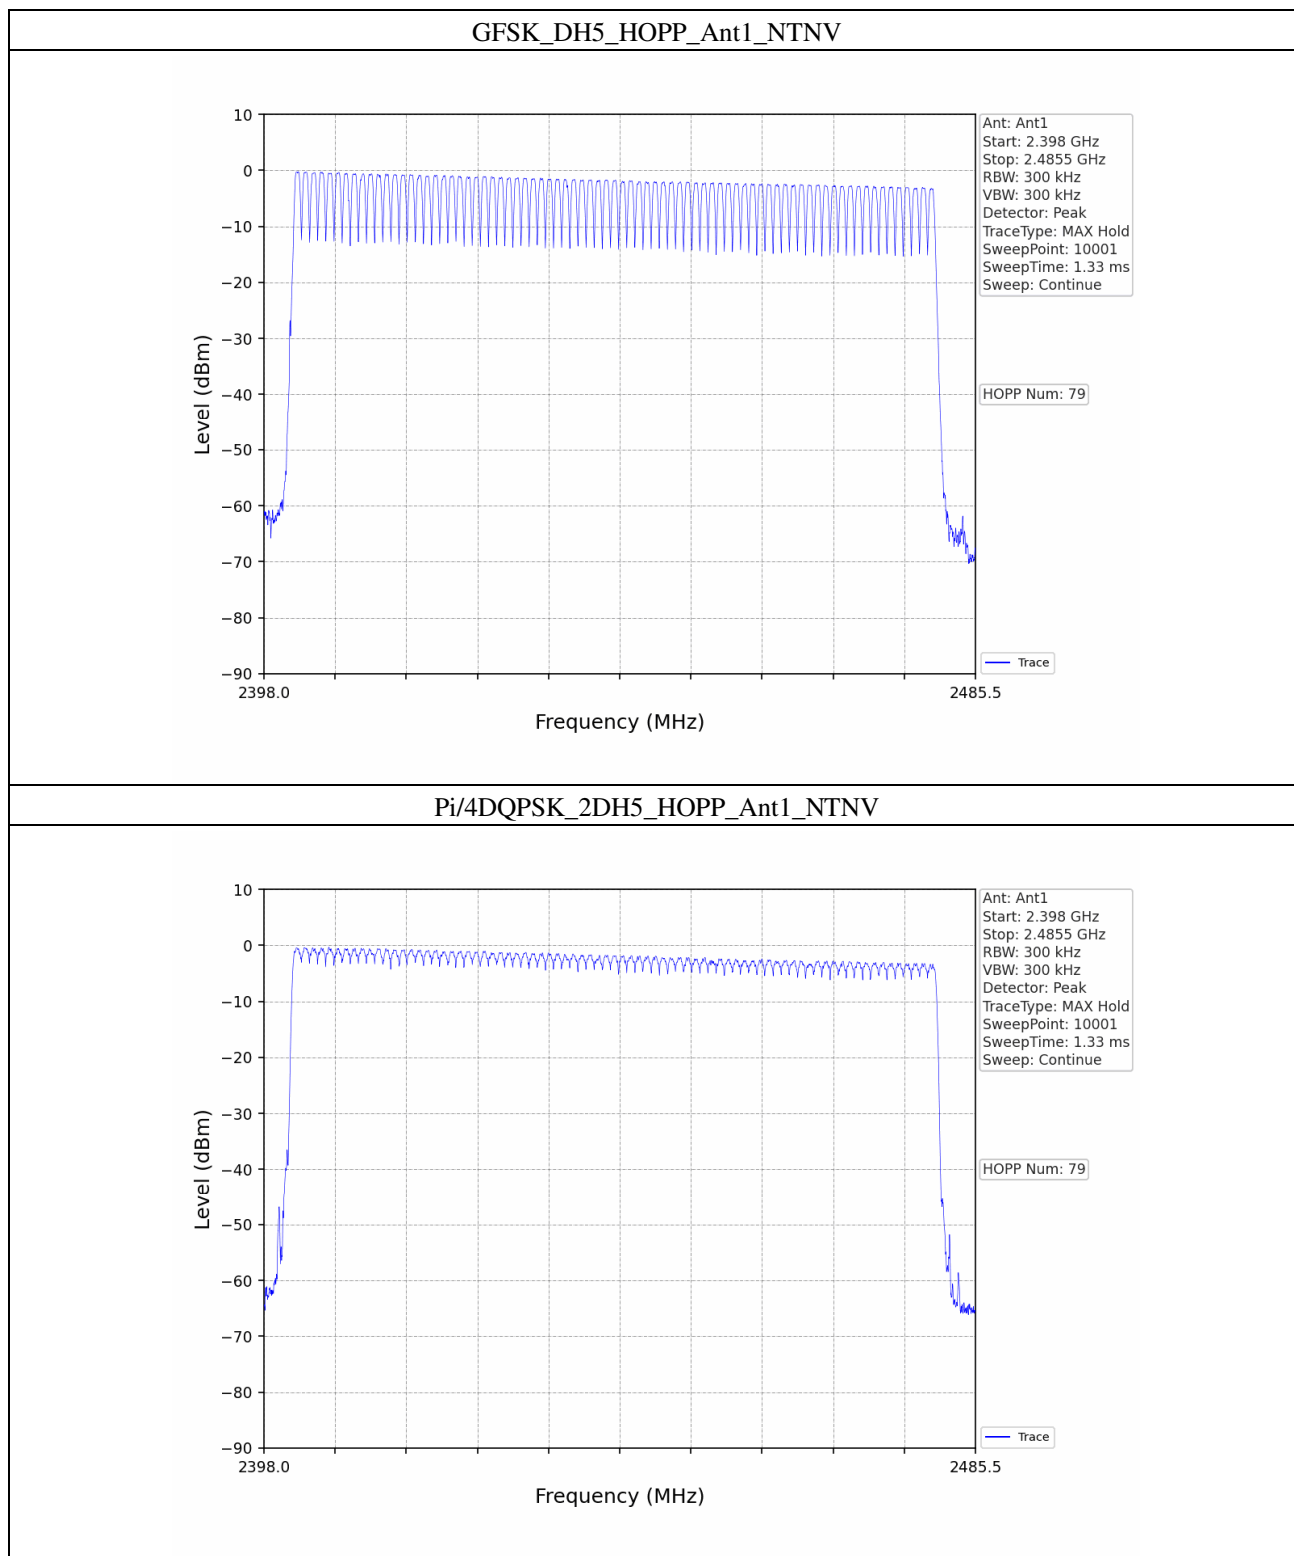 GFSK_DH5_HOPP_Ant1_NTNV
10
0
−10
−20
−30
−40
−50
−60
−70
−80
−90
Level (dBm)
2398.0
2485.5
Frequency (MHz)
Ant: Ant1
Start: 2.398 GHz
Stop: 2.4855 GHz
RBW: 300 kHz
VBW: 300 kHz
Detector: Peak
TraceType: MAX Hold
SweepPoint: 10001
SweepTime: 1.33 ms
Sweep: Continue
HOPP Num: 79
Trace
Pi/4DQPSK_2DH5_HOPP_Ant1_NTNV
10
0
−10
−20
−30
−40
−50
−60
−70
−80
−90
Level (dBm)
2398.0
2485.5
Frequency (MHz)
Ant: Ant1
Start: 2.398 GHz
Stop: 2.4855 GHz
RBW: 300 kHz
VBW: 300 kHz
Detector: Peak
TraceType: MAX Hold
SweepPoint: 10001
SweepTime: 1.33 ms
Sweep: Continue
HOPP Num: 79
Trace